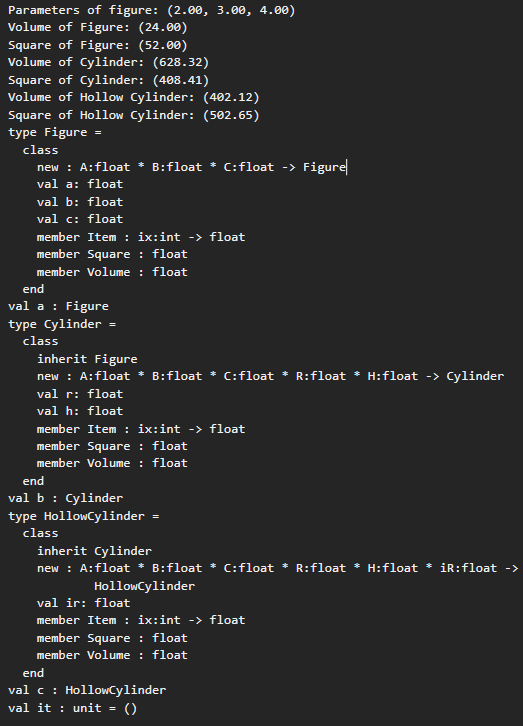 Parameters of figure: (2.00, 3.00, 4.00)
Volume of Figure: (24.00)
Square of Figure: (52.00)
Volume of Cylinder: (628.32)
Square of Cylinder: (408.41)
Volume of Hollow Cylinder: (402.12)
Square of Hollow Cylinder: (502.65)
type Figure =
  class
    new : A:float * B:float * C:float -> Figure
    val a: float
    val b: float
    val c: float
    member Item : ix:int -> float
    member Square : float
    member Volume : float
  end
val a : Figure
type Cylinder =
  class
    inherit Figure
    new : A:float * B:float * C:float * R:float * H:float -> Cylinder
    val r: float
    val h: float
    member Item : ix:int -> float
    member Square : float
    member Volume : float
  end
val b : Cylinder
type HollowCylinder =
  class
    inherit Cylinder
    new : A:float * B:float * C:float * R:float * H:float * iR:float ->
            HollowCylinder
    val ir: float
    member Item : ix:int -> float
    member Square : float
    member Volume : float
  end
val c : HollowCylinder
val it : unit = ()